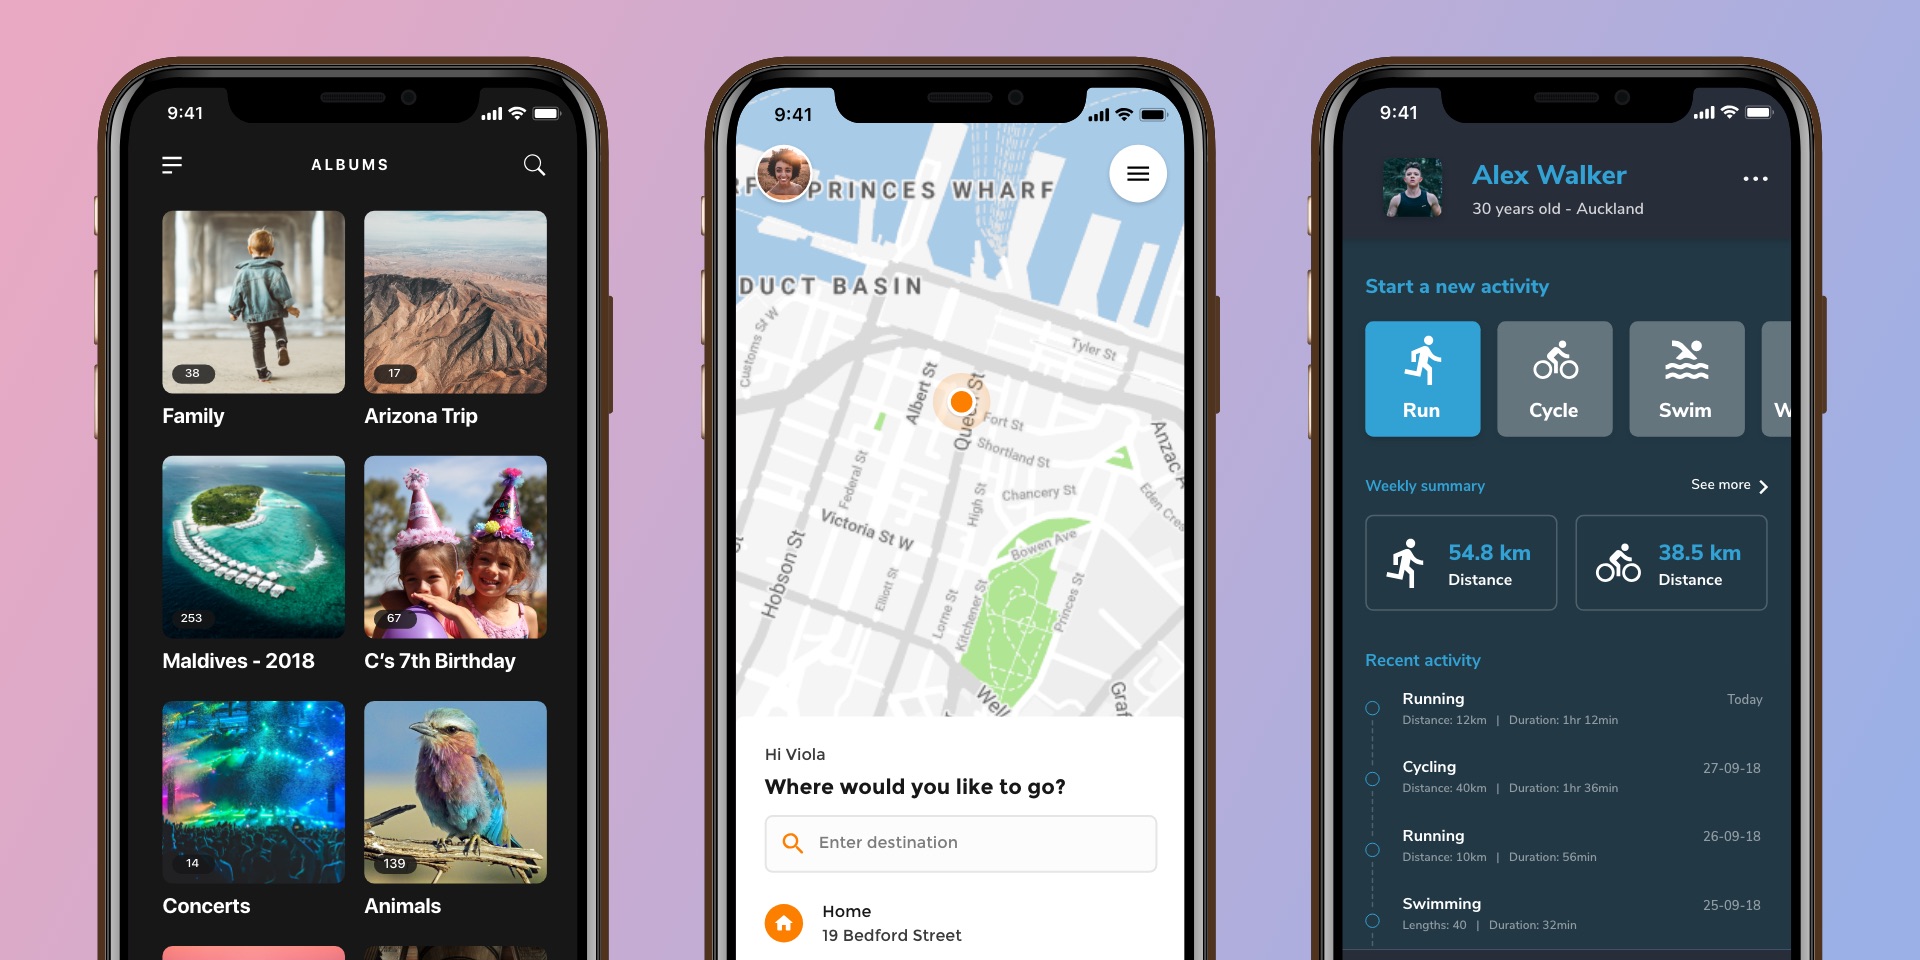 9:41
ALBUMS
38
17
Family
Arizona Trip
253
67
Maldives - 2018
C's 7th Birthday
14
139
Concerts
Animals
9:41
PRINCES WHARF
DUCT BASIN
Customs St W
Tyler St
Albert St
Queen St
Fort St
Shortland St
Anzac A
Federal St
High St
Chancery St
Eden Cres
Victoria St W
Bowen Ave
Hobson St
Elliott St
Lorne St
Kitchener St
Princes St
Well
Graf
Hi Viola
Where would you like to go?
Enter destination
Home
19 Bedford Street
9:41
Alex Walker
30 years old - Auckland
Start a new activity
Run
Cycle
Swim
W
Weekly summary
See more
54.8 km
Distance
38.5 km
Distance
Recent activity
Running
Today
Distance: 12km | Duration: 1hr 12min
Cycling
27-09-18
Distance: 40km | Duration: 1hr 36min
Running
26-09-18
Distance: 10km | Duration: 56min
Swimming
25-09-18
Lengths: 40 | Duration: 32min